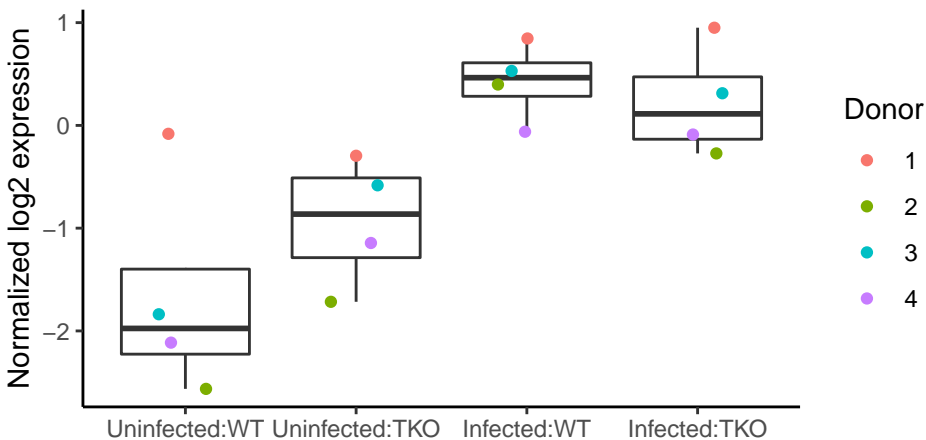 Normalized log2 expression
1
0
−1
−2
Uninfected:WT
Uninfected:TKO
Infected:WT
Infected:TKO
Donor
1
2
3
4